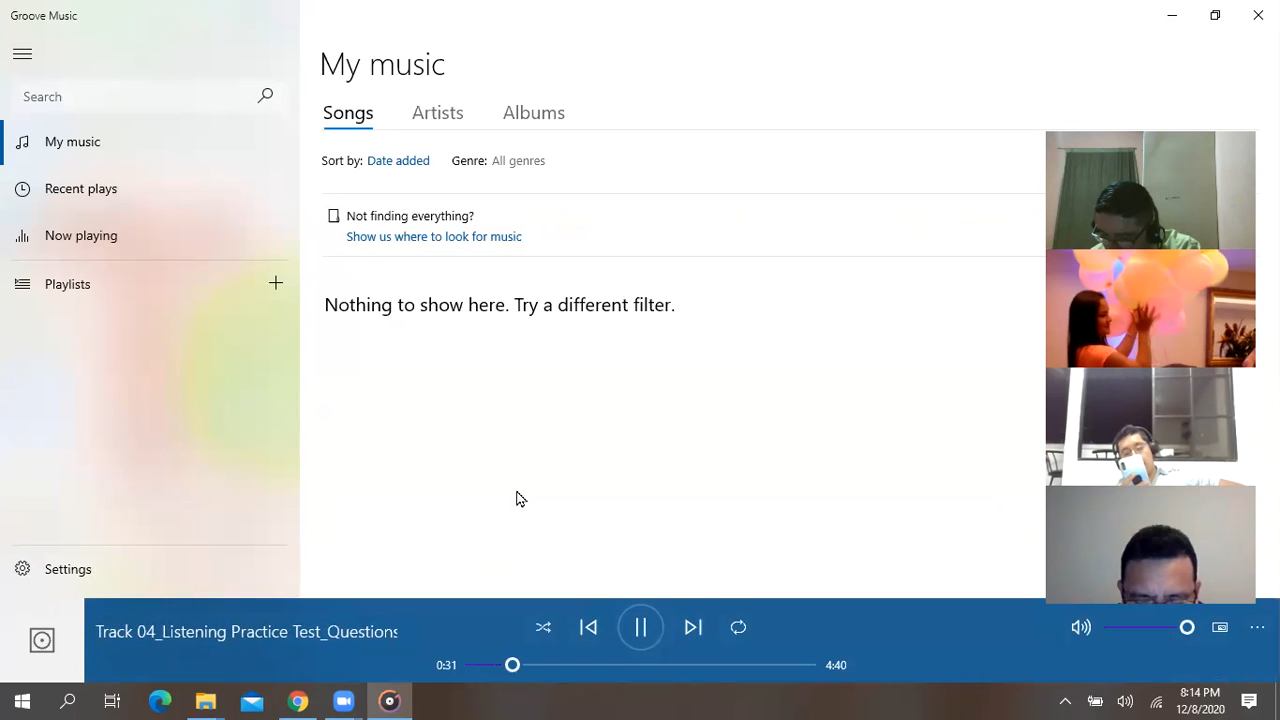 Groove Music
My music
Search
Songs Artists Albums
My music
Sort by: Date added Genre: All genres
Recent plays
Not finding everything?
Show us where to look for music
Now playing
Playlists
Nothing to show here. Try a different filter.
Settings
Track 04_Listening Practice Test_Questions
0:31 4:40
8:14 PM
12/8/2020